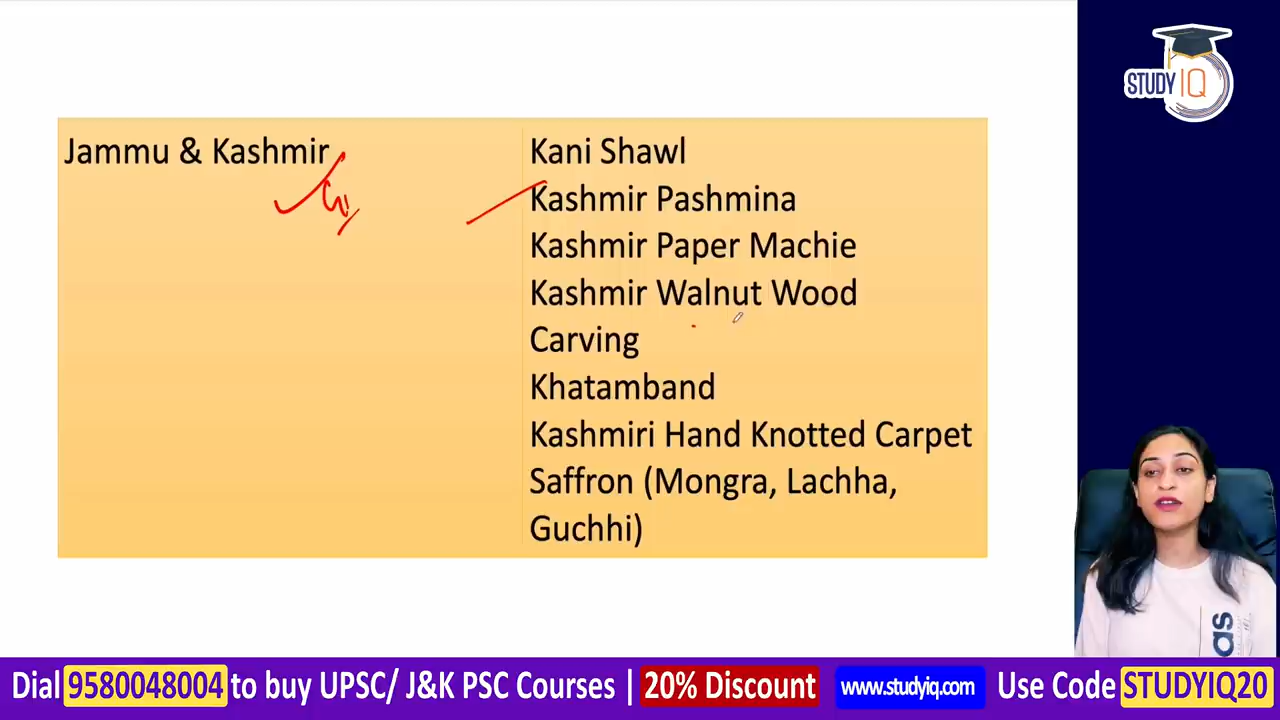 STUDY IQ
Jammu & Kashmir
Kani Shawl
Kashmir Pashmina
Kashmir Paper Machie
Kashmir Walnut Wood
Carving
Khatamband
Kashmiri Hand Knotted Carpet
Saffron (Mongra, Lachha,
Guchhi)
as
Dial 9580048004 to buy UPSC/ J&K PSC Courses | 20% Discount www.studyiq.com Use Code STUDYIQ20